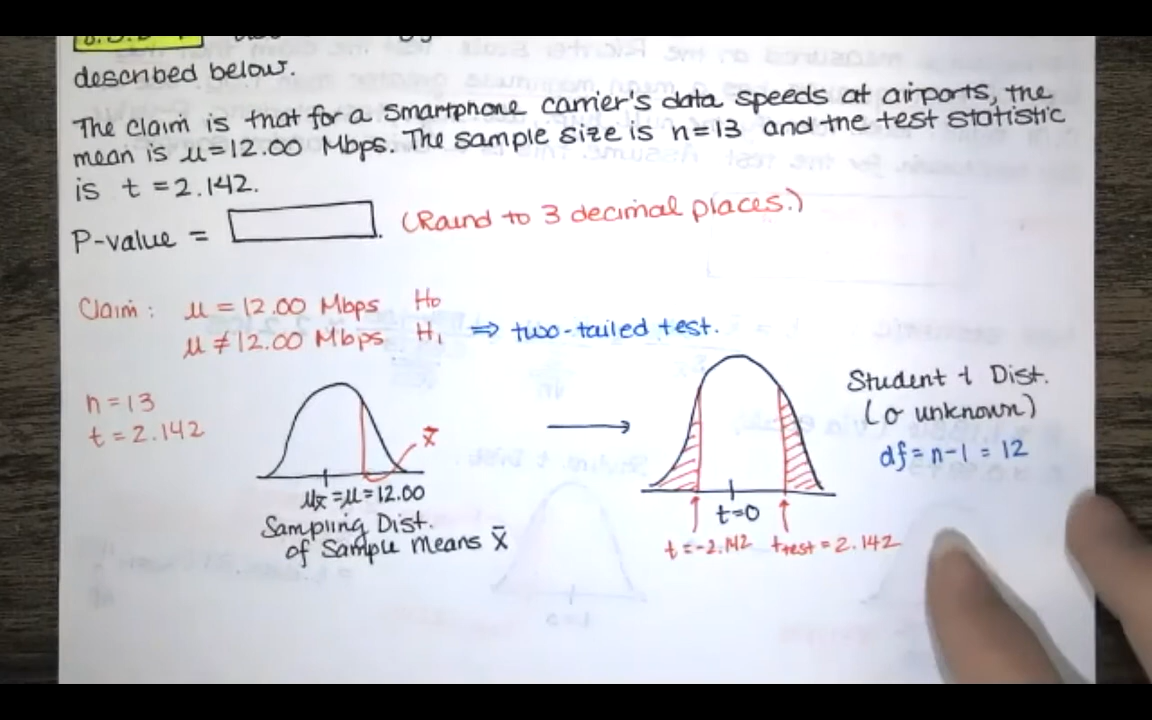 described below.
The claim is that for a smartphone carrier's data speeds at airports, the
mean is μ=12.00 Mbps. The sample size is n=13 and the test statistic
is t=2.142.
P-value = . (Round to 3 decimal places.)
Claim: μ = 12.00 Mbps H₀
μ ≠ 12.00 Mbps H₁ ⇒ two-tailed test.
n=13
t=2.142
x̄
μx̄ = μ = 12.00
Sampling Dist.
of Sample Means x̄
→
t=0
t=-2.142 t_test = 2.142
Student t Dist.
(σ unknown)
df = n-1 = 12